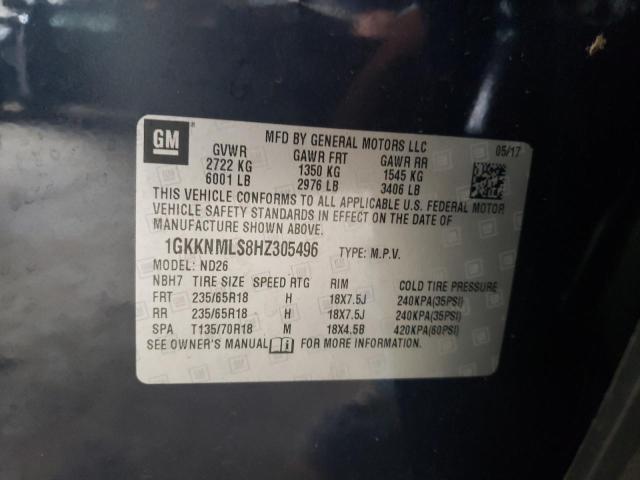 GM
MFD BY GENERAL MOTORS LLC
05/17
GVWR GAWR FRT GAWR RR
2722 KG 1350 KG 1545 KG
6001 LB 2976 LB 3406 LB
THIS VEHICLE CONFORMS TO ALL APPLICABLE U.S. FEDERAL MOTOR
VEHICLE SAFETY STANDARDS IN EFFECT ON THE DATE OF
MANUFACTURE SHOWN ABOVE.
1GKKNMLS8HZ305496 TYPE: M.P.V.
MODEL: ND26
NBH7 TIRE SIZE SPEED RTG RIM COLD TIRE PRESSURE
FRT 235/65R18 H 18X7.5J 240KPA(35PSI)
RR 235/65R18 H 18X7.5J 240KPA(35PSI)
SPA T135/70R18 M 18X4.5B 420KPA(60PSI)
SEE OWNER'S MANUAL FOR MORE INFORMATION.